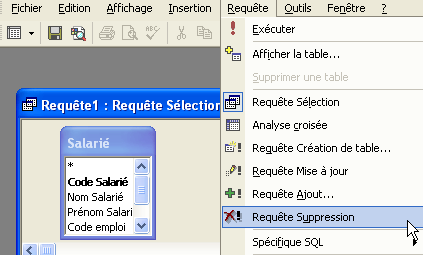 Fichier Edition Affichage Insertion Requête Outils Fenêtre ?
Exécuter
Afficher la table...
Supprimer une table
Requête1 : Requête Sélection
Requête Sélection
Analyse croisée
Salarié
Requête Création de table...
*
Requête Mise à jour
Code Salarié
Nom Salarié
Requête Ajout...
Prénom Salari
Requête Suppression
Code emploi
Spécifique SQL